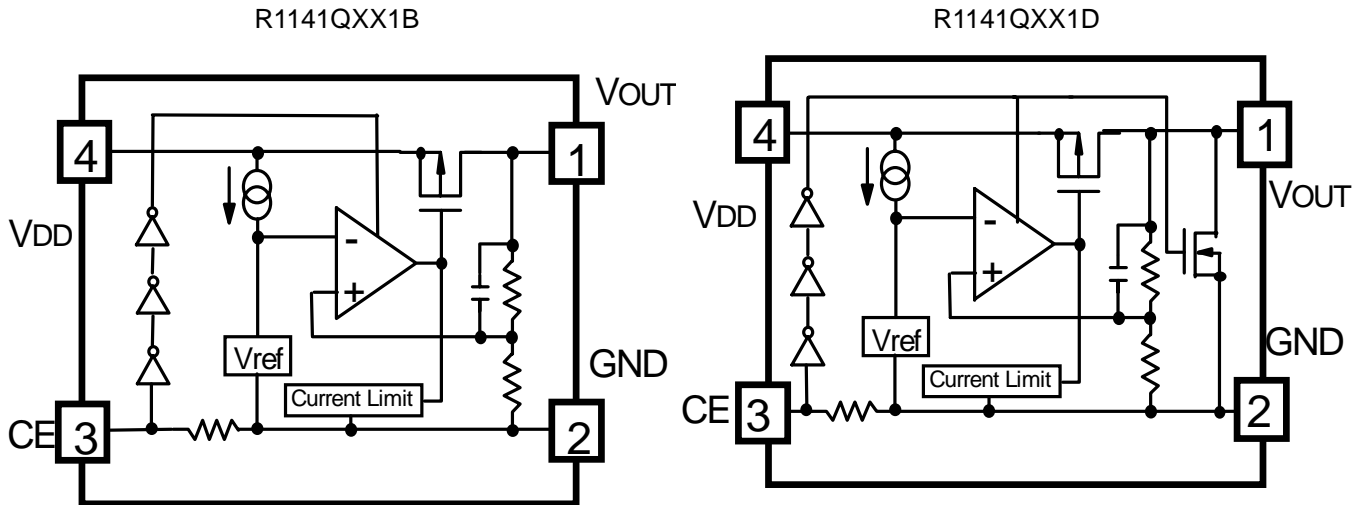 R1141QXX1B
VOUT
4
1
VDD
-
+
Vref
Current Limit
GND
CE
3
2
R1141QXX1D
4
1
VOUT
VDD
-
+
Vref
Current Limit
GND
CE
3
2